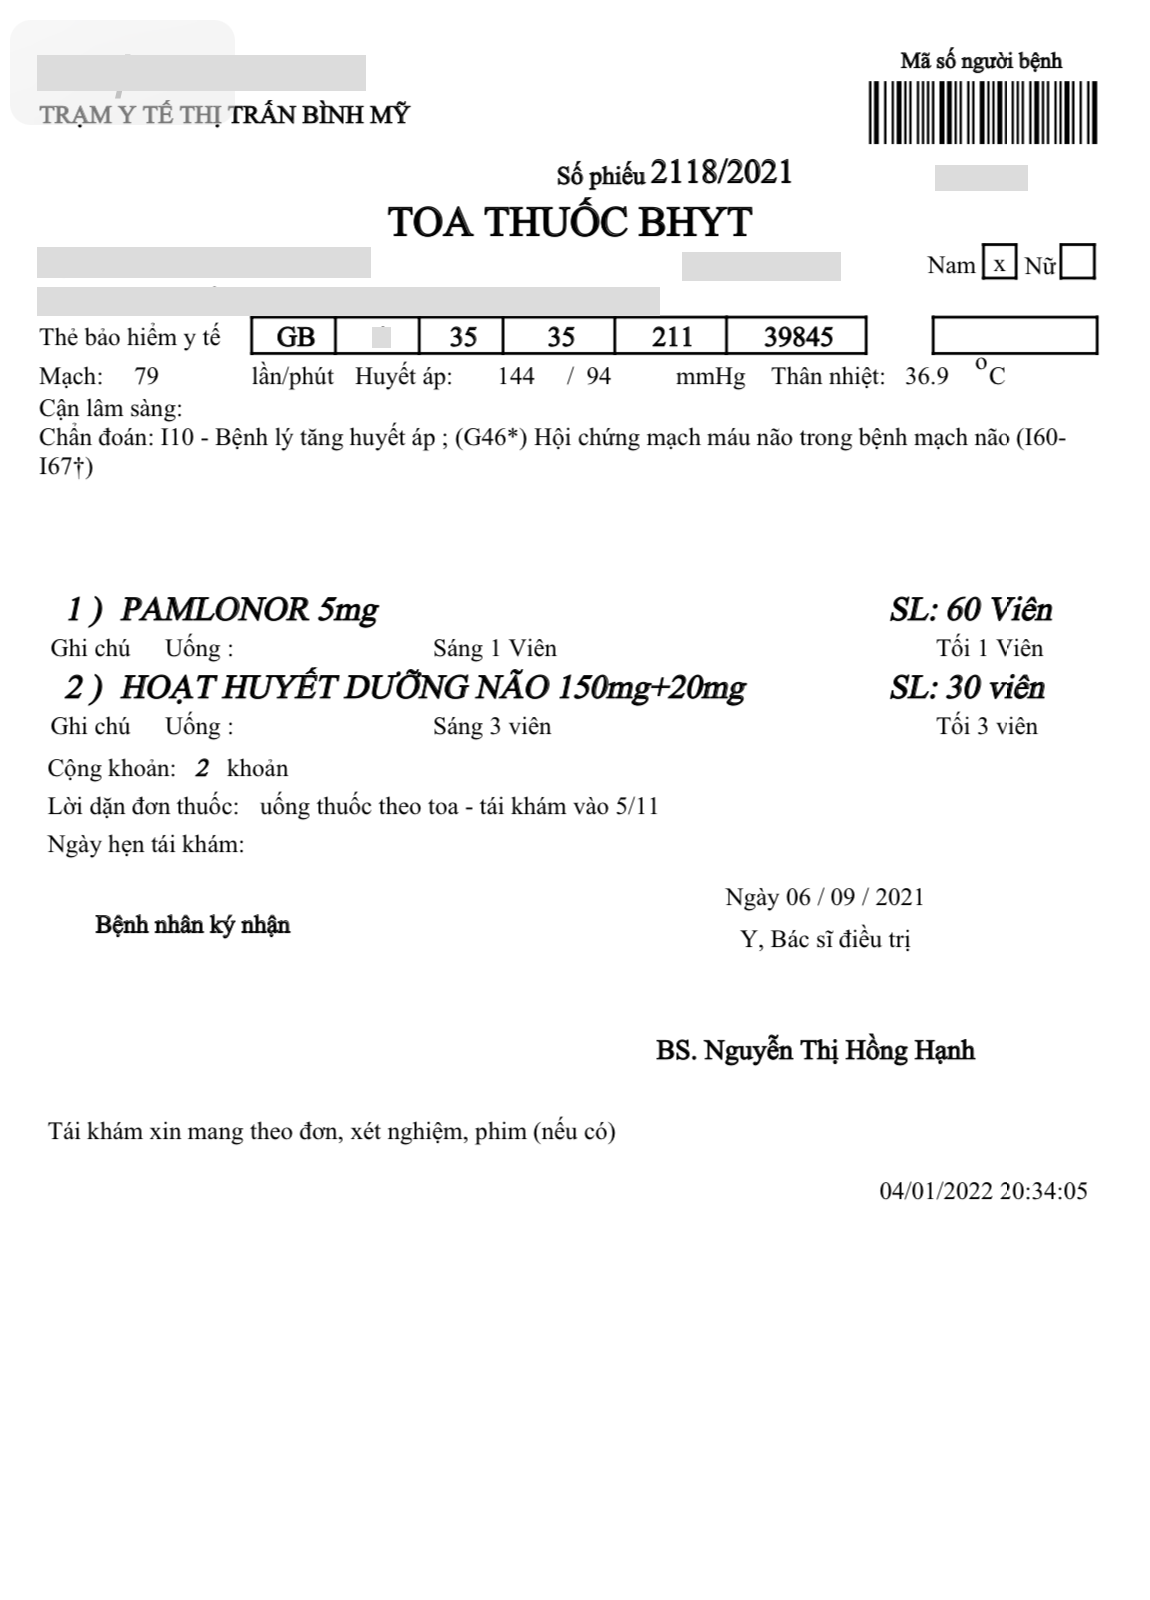 TRẠM Y TẾ THỊ TRẤN BÌNH MỸ
Mã số người bệnh
Số phiếu 2118/2021
TOA THUỐC BHYT
Nam x Nữ
Thẻ bảo hiểm y tế GB 35 35 211 39845
Mạch: 79 lần/phút Huyết áp: 144 / 94 mmHg Thân nhiệt: 36.9 °C
Cận lâm sàng:
Chẩn đoán: I10 - Bệnh lý tăng huyết áp ; (G46*) Hội chứng mạch máu não trong bệnh mạch não (I60-
I67†)
1 ) PAMLONOR 5mg SL: 60 Viên
Ghi chú Uống : Sáng 1 Viên Tối 1 Viên
2 ) HOẠT HUYẾT DƯỠNG NÃO 150mg+20mg SL: 30 viên
Ghi chú Uống : Sáng 3 viên Tối 3 viên
Cộng khoản: 2 khoản
Lời dặn đơn thuốc: uống thuốc theo toa - tái khám vào 5/11
Ngày hẹn tái khám:
Ngày 06 / 09 / 2021
Bệnh nhân ký nhận
Y, Bác sĩ điều trị
BS. Nguyễn Thị Hồng Hạnh
Tái khám xin mang theo đơn, xét nghiệm, phim (nếu có)
04/01/2022 20:34:05